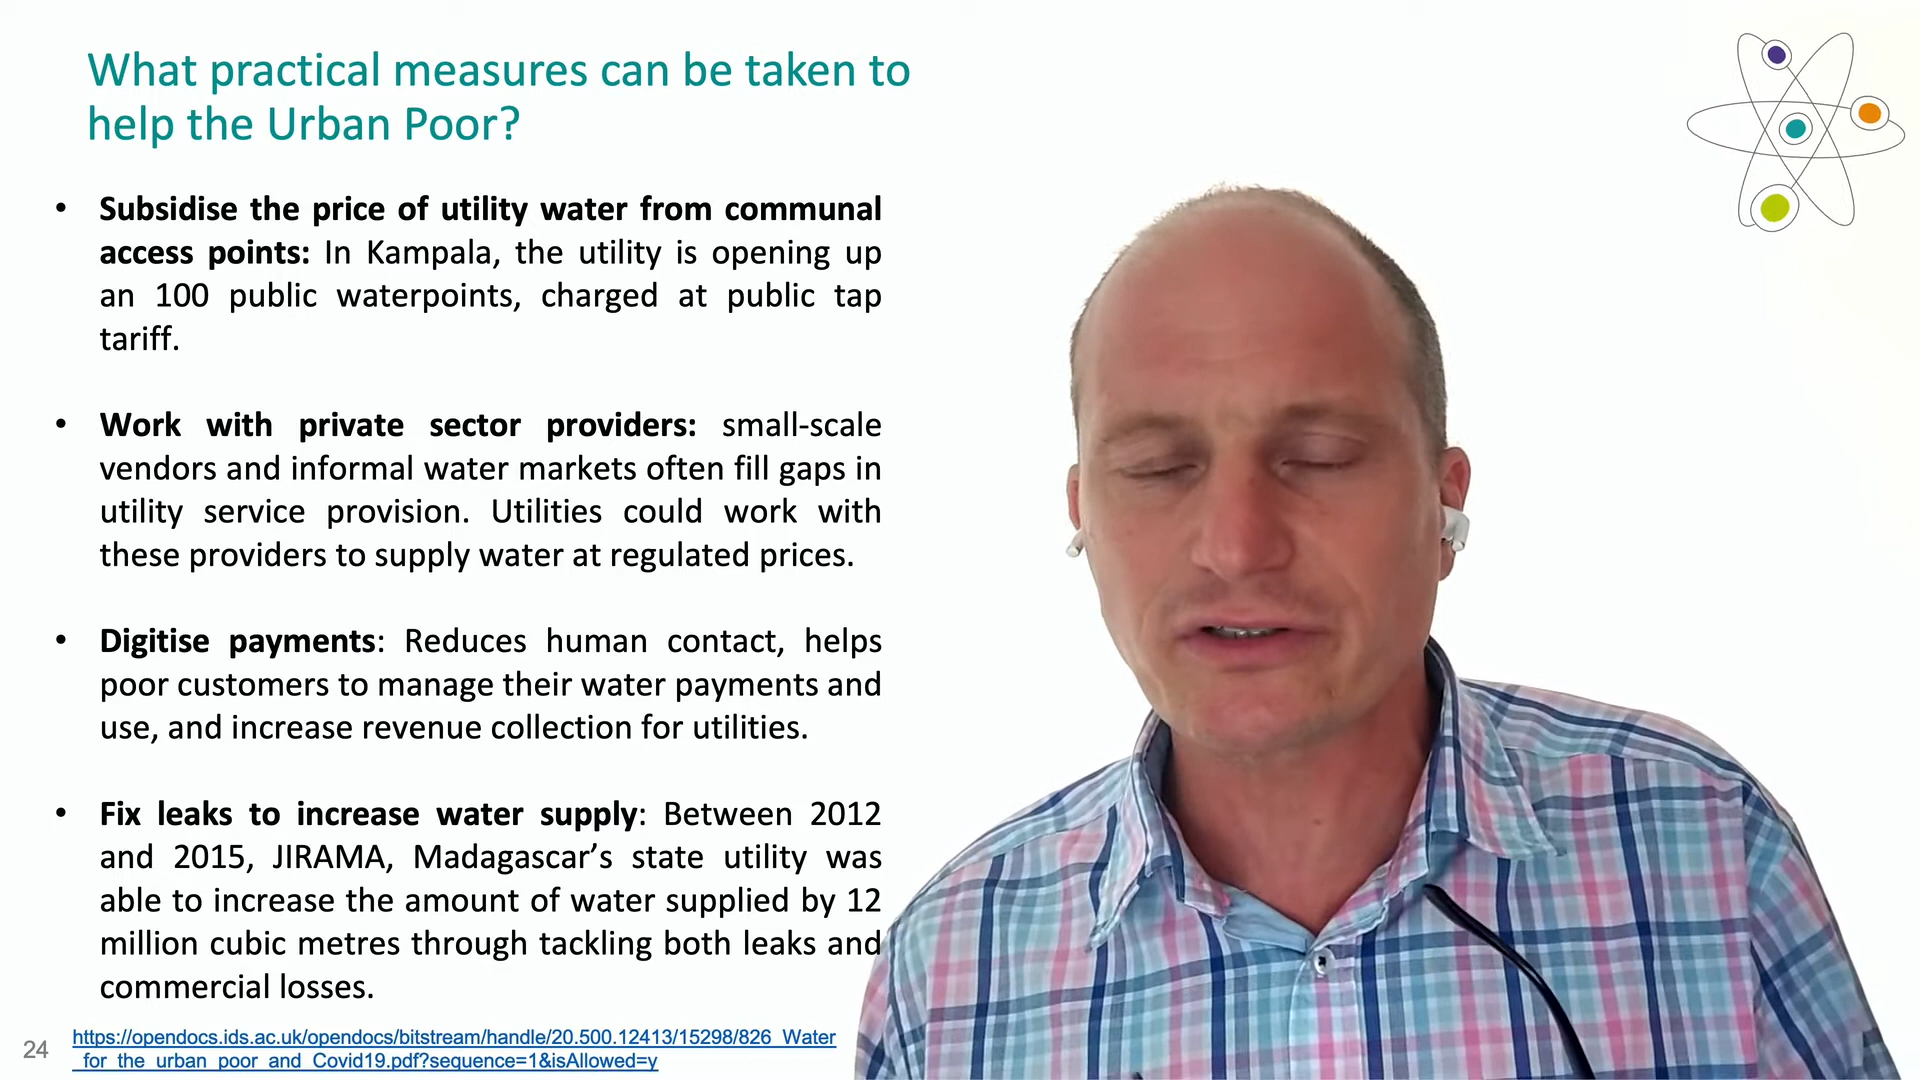 What practical measures can be taken to
help the Urban Poor?
• Subsidise the price of utility water from communal
access points: In Kampala, the utility is opening up
an 100 public waterpoints, charged at public tap
tariff.
• Work with private sector providers: small-scale
vendors and informal water markets often fill gaps in
utility service provision. Utilities could work with
these providers to supply water at regulated prices.
• Digitise payments: Reduces human contact, helps
poor customers to manage their water payments and
use, and increase revenue collection for utilities.
• Fix leaks to increase water supply: Between 2012
and 2015, JIRAMA, Madagascar’s state utility was
able to increase the amount of water supplied by 12
million cubic metres through tackling both leaks and
commercial losses.
https://opendocs.ids.ac.uk/opendocs/bitstream/handle/20.500.12413/15298/826_Water
_for_the_urban_poor_and_Covid19.pdf?sequence=1&isAllowed=y
24